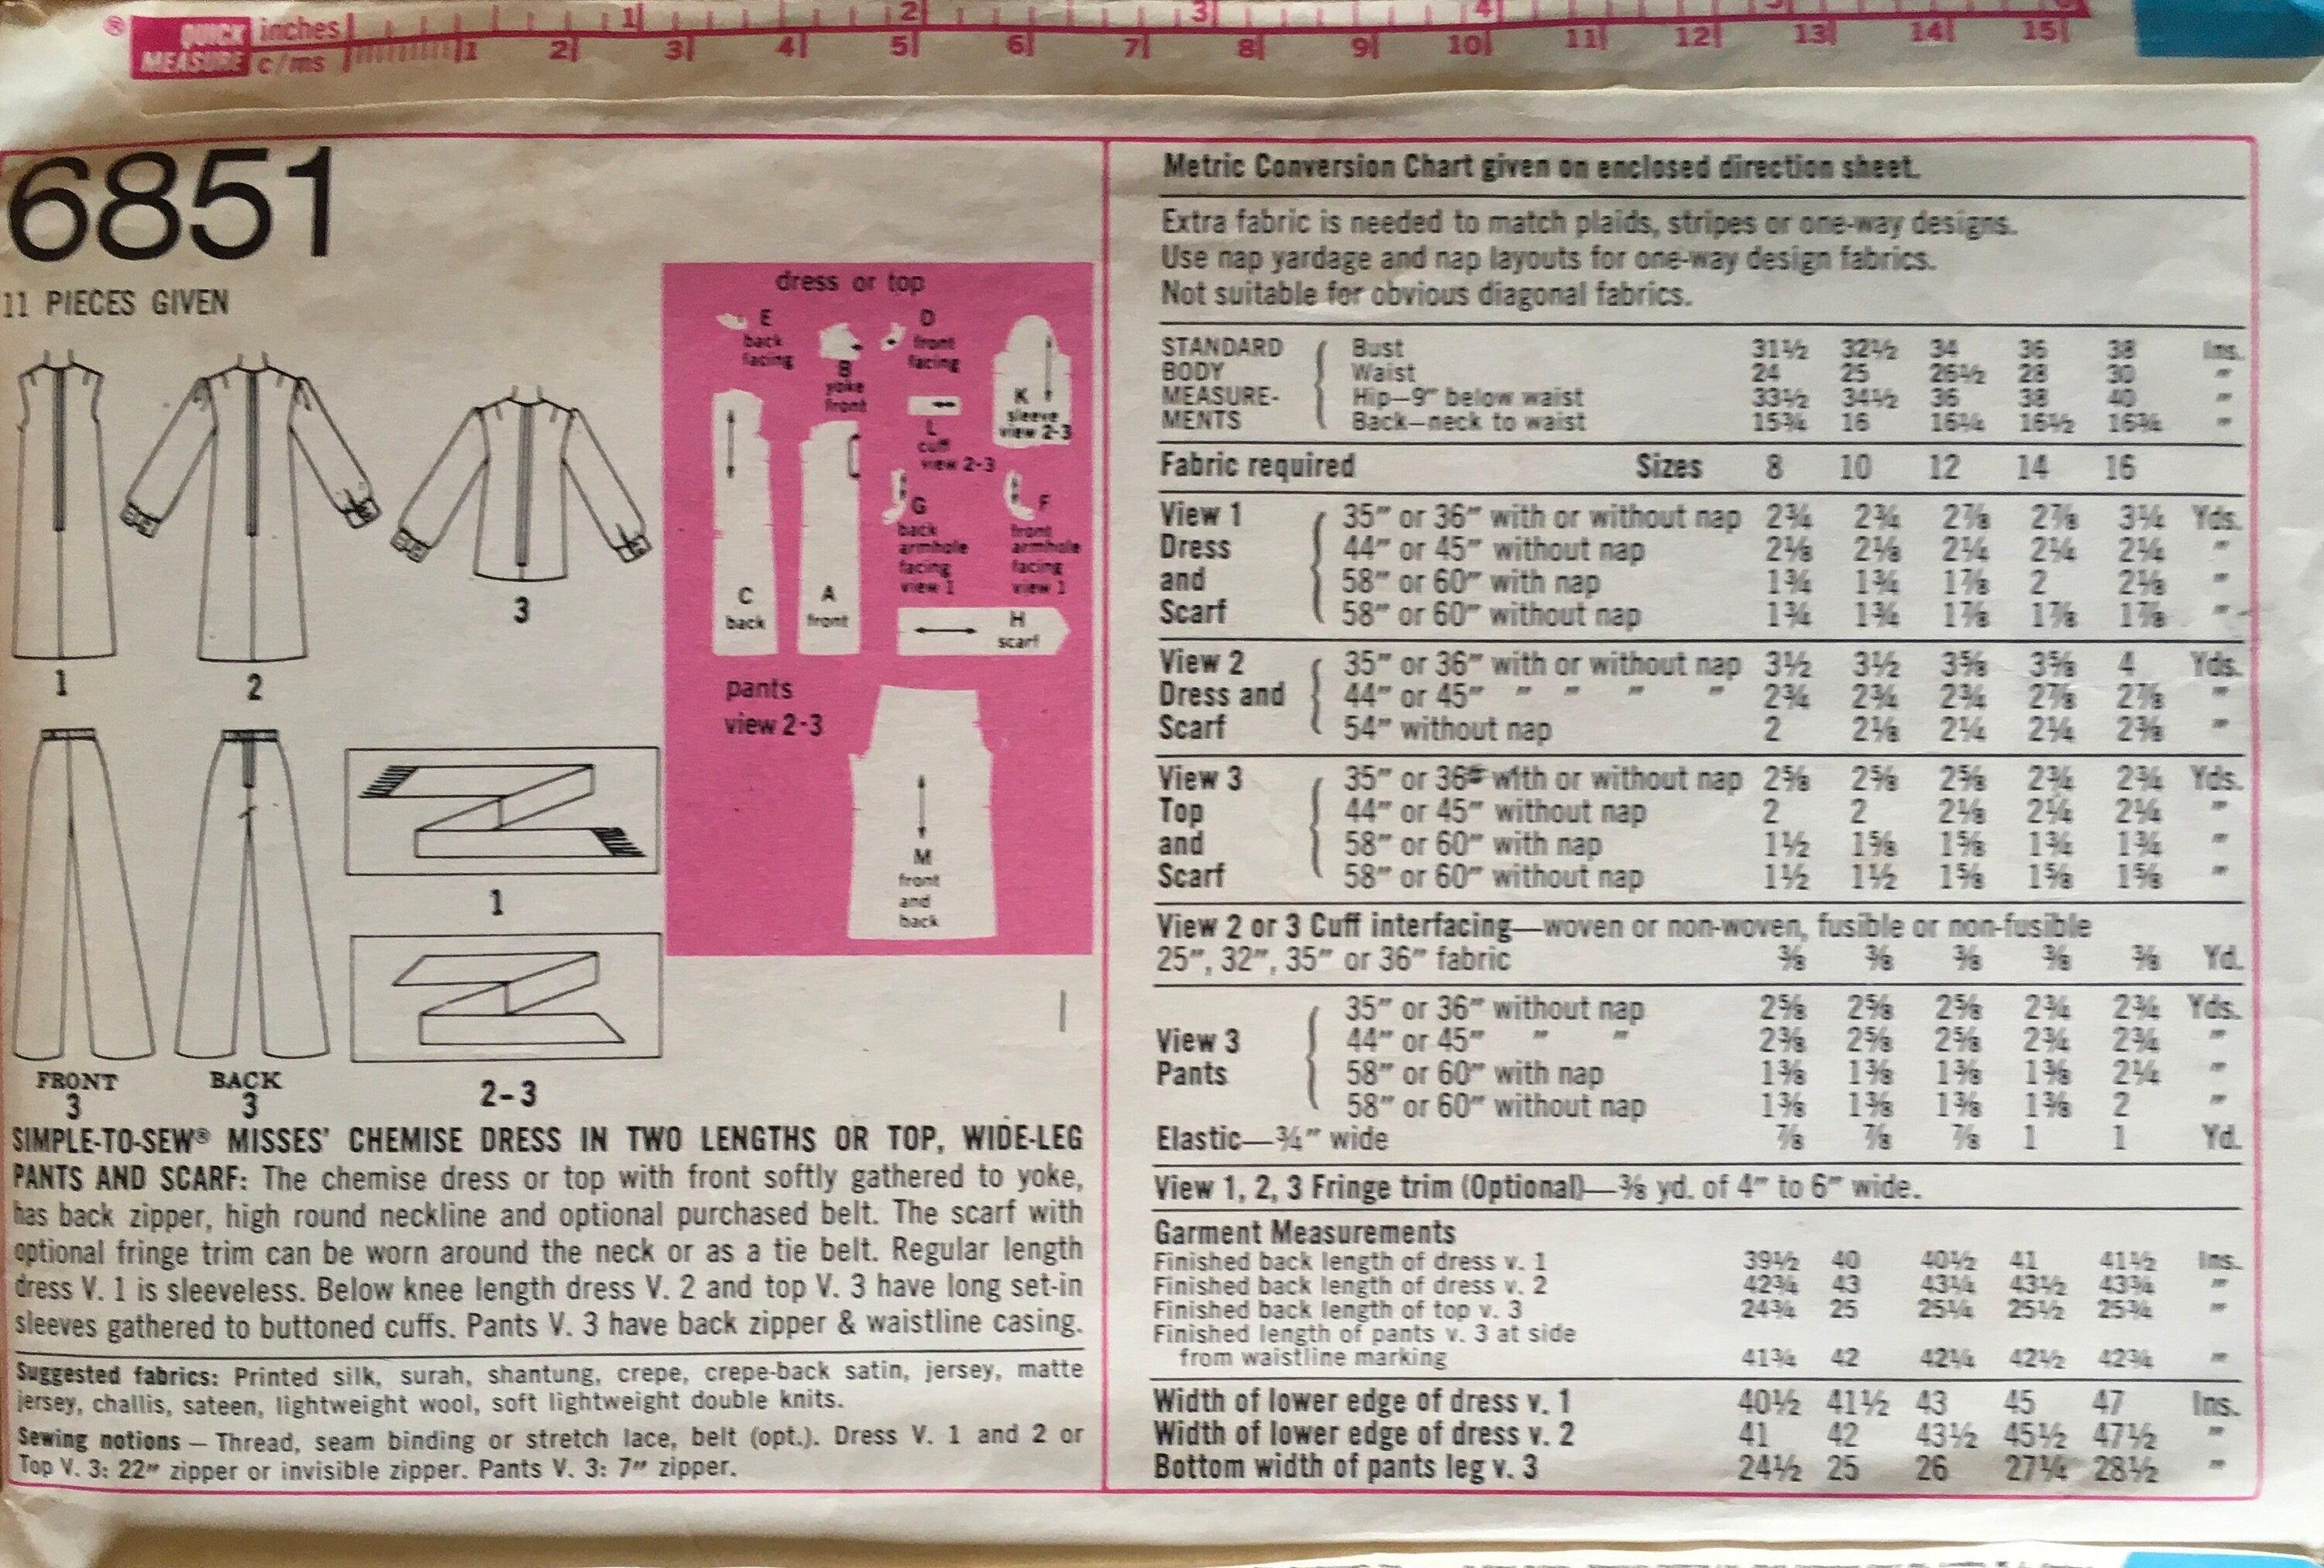 ® QUICK MEASURE inches c/ms
1 2 3 4
1 2 3 4 5 6 7 8 9 10 11 12 13 14 15
6851
11 PIECES GIVEN
1
2
3
FRONT
3
BACK
3
1
2-3
dress or top
E
back
facing
B
yoke
front
D
front
facing
K
sleeve
view 2-3
L
cuff
view 2-3
G
back
armhole
facing
view 1
F
front
armhole
facing
view 1
C
back
A
front
H
scarf
pants
view 2-3
M
front
and
back
SIMPLE-TO-SEW® MISSES' CHEMISE DRESS IN TWO LENGTHS OR TOP, WIDE-LEG
PANTS AND SCARF: The chemise dress or top with front softly gathered to yoke,
has back zipper, high round neckline and optional purchased belt. The scarf with
optional fringe trim can be worn around the neck or as a tie belt. Regular length
dress V. 1 is sleeveless. Below knee length dress V. 2 and top V. 3 have long set-in
sleeves gathered to buttoned cuffs. Pants V. 3 have back zipper & waistline casing.
Suggested fabrics: Printed silk, surah, shantung, crepe, crepe-back satin, jersey, matte
jersey, challis, sateen, lightweight wool, soft lightweight double knits.
Sewing notions — Thread, seam binding or stretch lace, belt (opt.). Dress V. 1 and 2 or
Top V. 3: 22" zipper or invisible zipper. Pants V. 3: 7" zipper.
Metric Conversion Chart given on enclosed direction sheet.
Extra fabric is needed to match plaids, stripes or one-way designs.
Use nap yardage and nap layouts for one-way design fabrics.
Not suitable for obvious diagonal fabrics.
STANDARD Bust 31½ 32½ 34 36 38 Ins.
BODY Waist 24 25 26½ 28 30 "
MEASURE- Hip—9" below waist 33½ 34½ 36 38 40 "
MENTS Back—neck to waist 15¾ 16 16¼ 16½ 16¾ "
Fabric required Sizes 8 10 12 14 16
View 1 35" or 36" with or without nap 2¾ 2¾ 2⅞ 2⅞ 3¼ Yds.
Dress 44" or 45" without nap 2⅛ 2⅛ 2¼ 2¼ 2¼ "
and 58" or 60" with nap 1¾ 1¾ 1⅞ 2 2⅛ "
Scarf 58" or 60" without nap 1¾ 1¾ 1⅞ 1⅞ 1⅞ "
View 2 35" or 36" with or without nap 3½ 3½ 3⅝ 3⅝ 4 Yds.
Dress and 44" or 45" " " " " 2¾ 2¾ 2¾ 2⅞ 2⅞ "
Scarf 54" without nap 2 2⅛ 2¼ 2¼ 2⅜ "
View 3 35" or 36" with or without nap 2⅝ 2⅝ 2⅝ 2¾ 2¾ Yds.
Top 44" or 45" without nap 2 2 2⅛ 2¼ 2¼ "
and 58" or 60" with nap 1½ 1⅝ 1⅝ 1¾ 1¾ "
Scarf 58" or 60" without nap 1½ 1½ 1⅝ 1⅝ 1⅝ "
View 2 or 3 Cuff interfacing—woven or non-woven, fusible or non-fusible
25", 32", 35" or 36" fabric ⅜ ⅜ ⅜ ⅜ ⅜ Yd.
35" or 36" without nap 2⅝ 2⅝ 2⅝ 2¾ 2¾ Yds.
View 3 44" or 45" " " 2⅜ 2⅝ 2⅝ 2¾ 2¾ "
Pants 58" or 60" with nap 1⅜ 1⅜ 1⅜ 1⅜ 2¼ "
58" or 60" without nap 1⅜ 1⅜ 1⅜ 1⅜ 2 "
Elastic—¾" wide ⅞ ⅞ ⅞ 1 1 Yd.
View 1, 2, 3 Fringe trim (Optional)—⅜ yd. of 4" to 6" wide.
Garment Measurements
Finished back length of dress v. 1 39½ 40 40½ 41 41½ Ins.
Finished back length of dress v. 2 42¾ 43 43¼ 43½ 43¾ "
Finished back length of top v. 3 24¾ 25 25¼ 25½ 25¾ "
Finished length of pants v. 3 at side
from waistline marking 41¾ 42 42¼ 42½ 42¾ "
Width of lower edge of dress v. 1 40½ 41½ 43 45 47 Ins.
Width of lower edge of dress v. 2 41 42 43½ 45½ 47½ "
Bottom width of pants leg v. 3 24½ 25 26 27¼ 28½ "